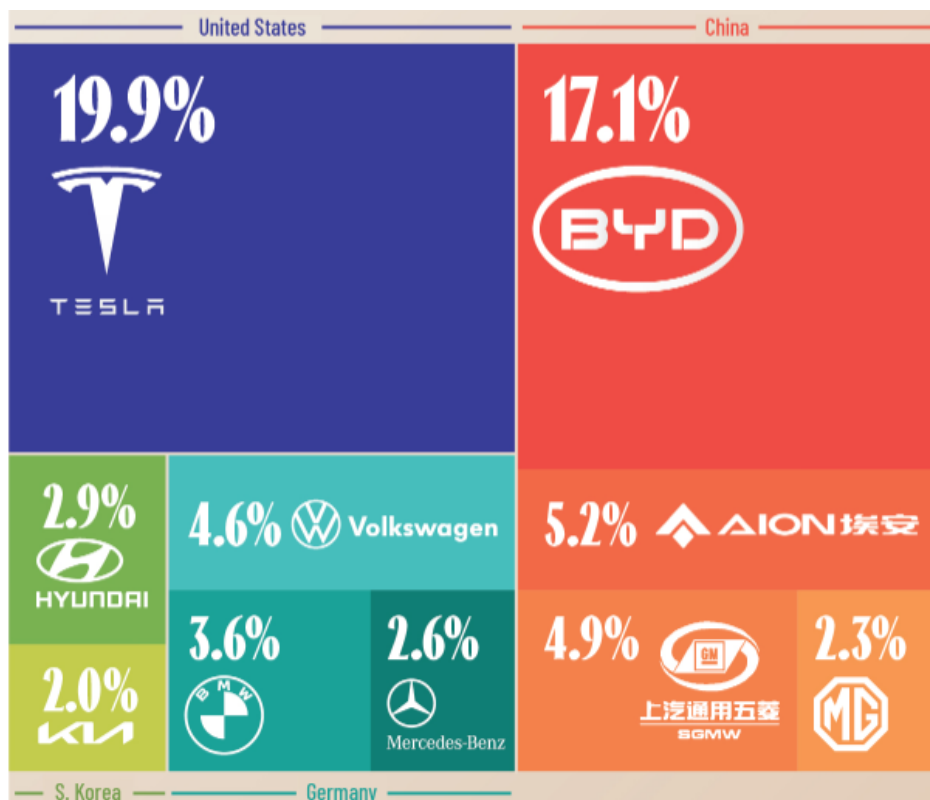 United States
China
19.9%
TESLA
17.1%
BYD
2.9%
HYUNDAI
4.6%
Volkswagen
5.2%
AION埃安
2.0%
KIA
3.6%
BMW
2.6%
Mercedes-Benz
4.9%
GM
上汽通用五菱
SGMW
2.3%
MG
S. Korea
Germany